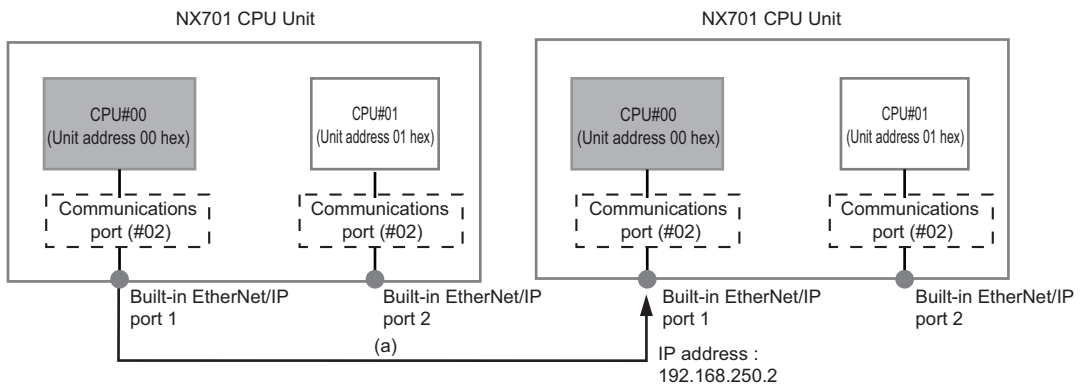 NX701 CPU Unit
CPU#00
(Unit address 00 hex)
CPU#01
(Unit address 01 hex)
Communications
port (#02)
Communications
port (#02)
Built-in EtherNet/IP
port 1
Built-in EtherNet/IP
port 2
(a)
NX701 CPU Unit
CPU#00
(Unit address 00 hex)
CPU#01
(Unit address 01 hex)
Communications
port (#02)
Communications
port (#02)
Built-in EtherNet/IP
port 1
Built-in EtherNet/IP
port 2
IP address :
192.168.250.2